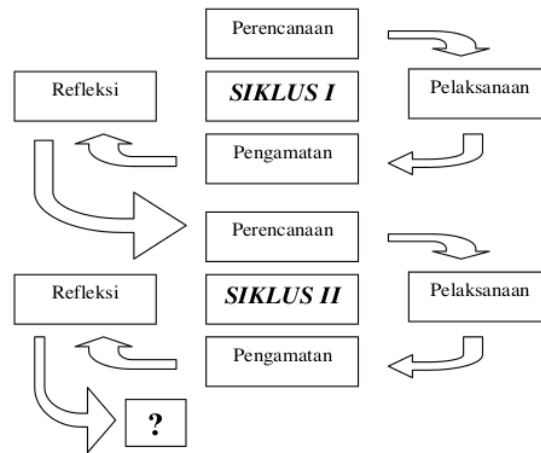 Perencanaan
Refleksi
SIKLUS I
Pelaksanaan
Pengamatan
Perencanaan
Refleksi
SIKLUS II
Pelaksanaan
Pengamatan
?